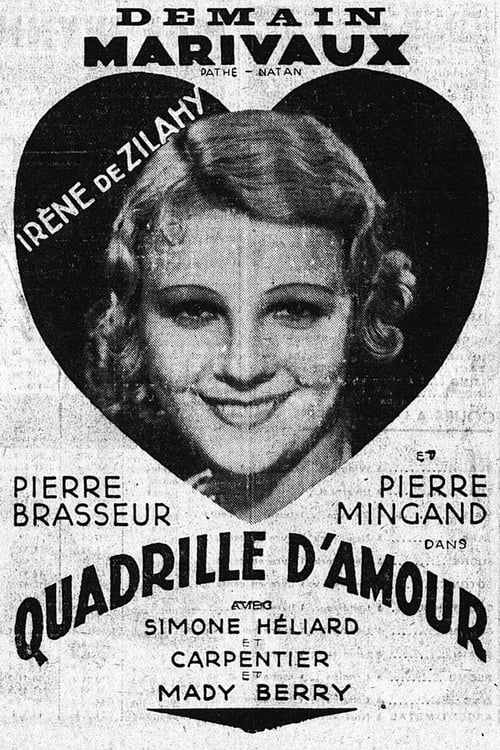 DEMAIN
MARIVAUX
PATHÉ-NATAN
IRÈNE DE ZILAHY
PIERRE
BRASSEUR
ET
PIERRE
MINGAND
DANS
QUADRILLE D'AMOUR
AVEC
SIMONE HÉLIARD
ET
CARPENTIER
ET
MADY BERRY